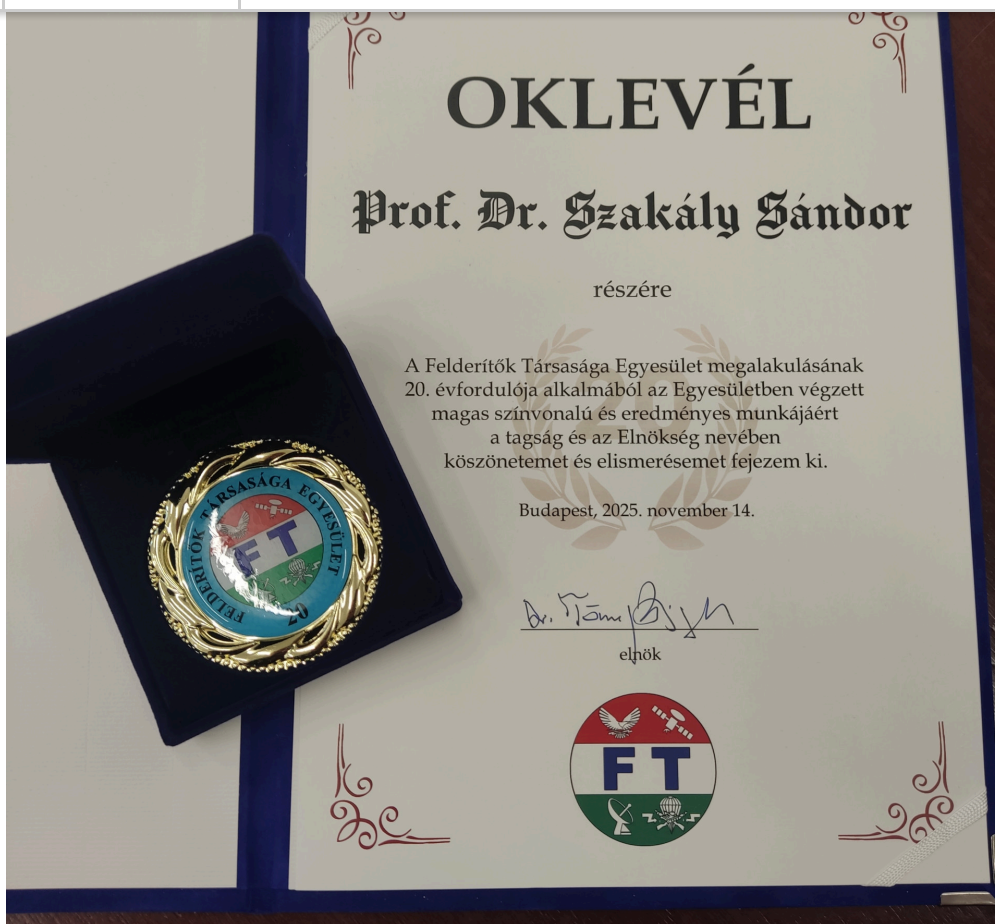 OKLEVÉL
Prof. Dr. Szakály Sándor
részére
20
A Felderítők Társasága Egyesület megalakulásának
20. évfordulója alkalmából az Egyesületben végzett
magas színvonalú és eredményes munkájáért
a tagság és az Elnökség nevében
köszönetemet és elismerésemet fejezem ki.
Budapest, 2025. november 14.
Dr.
elnök
FT
FELDERÍTŐK TÁRSASÁGA EGYESÜLET
FT
20